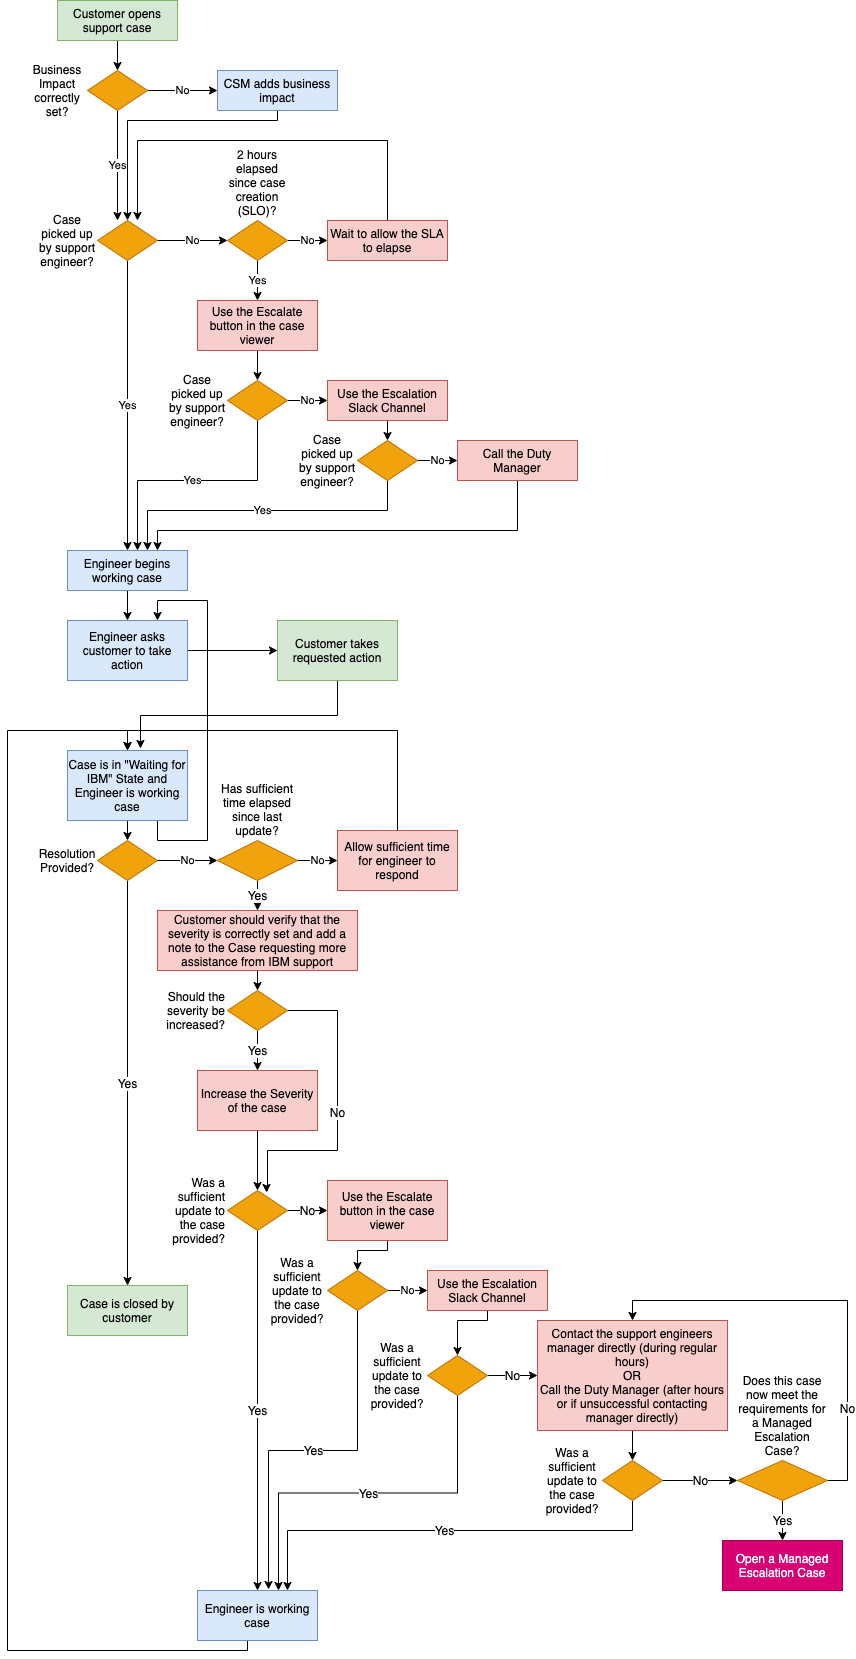 Customer opens
support case
Business
Impact
correctly
set?
No
CSM adds business
impact
Yes
2 hours
elapsed
since case
creation
(SLO)?
Case
picked up
by support
engineer?
No
No
Wait to allow the SLA
to elapse
Yes
Use the Escalate
button in the case
viewer
Case
picked up
by support
engineer?
No
Use the Escalation
Slack Channel
Yes
Case
picked up
by support
engineer?
No
Call the Duty
Manager
Yes
Yes
Engineer begins
working case
Engineer asks
customer to take
action
Customer takes
requested action
Case is in "Waiting for
IBM" State and
Engineer is working
case
Has sufficient
time elapsed
since last
update?
Resolution
Provided?
No
No
Allow sufficient time
for engineer to
respond
Yes
Customer should verify that the
severity is correctly set and add a
note to the Case requesting more
assistance from IBM support
Should the
severity be
increased?
Yes
Yes
Increase the Severity
of the case
No
Was a
sufficient
update to
the case
provided?
No
Use the Escalate
button in the case
viewer
Was a
sufficient
update to
the case
provided?
No
Use the Escalation
Slack Channel
Case is closed by
customer
Was a
sufficient
update to
the case
provided?
No
Contact the support engineers
manager directly (during regular
hours)
OR
Call the Duty Manager (after hours
or if unsuccessful contacting
manager directly)
Does this case
now meet the
requirements for
a Managed
Escalation
Case?
No
Yes
Yes
Was a
sufficient
update to
the case
provided?
No
Yes
Yes
Yes
Open a Managed
Escalation Case
Engineer is working
case